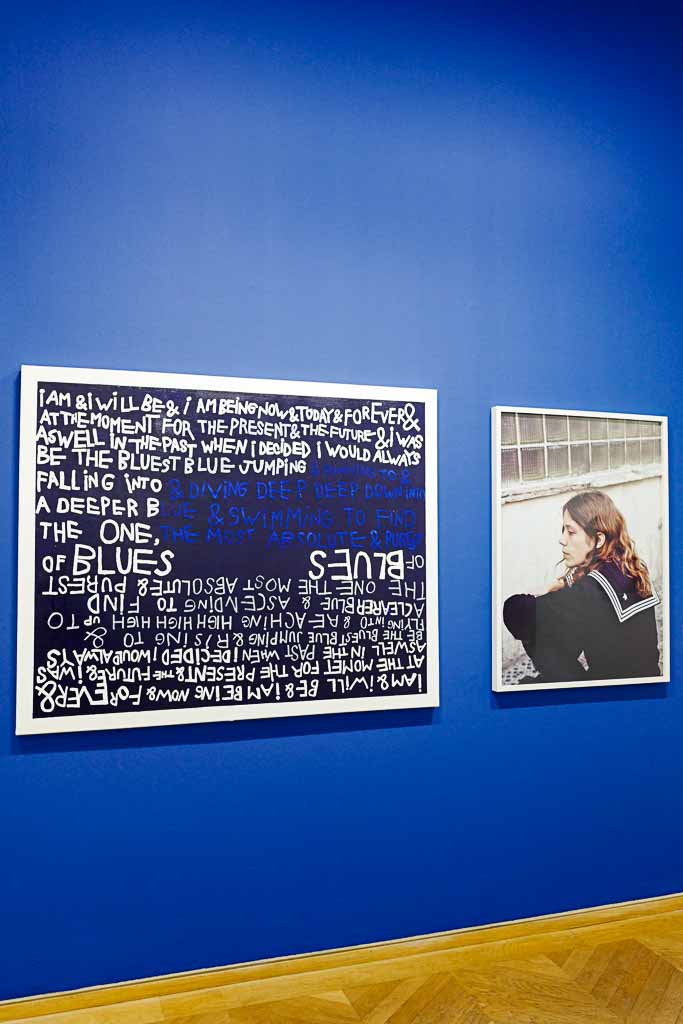 i AM & i WiLL BE & i AM BEiNG NOW & TODAY & FOREVER &
AT THE MOMENT FOR THE PRESENT & THE FUTURE & i WAS
AS WELL IN THE PAST WHEN i DECiDED i WOULD ALWAYS
BE THE BLUEST BLUE JUMPiNG & RUNNING TO &
FALLiNG iNTO & DIVING DEEP DEEP DOWN INTO
A DEEPER BLUE & SWIMMING TO FIND
THE ONE, THE MOST ABSOLUTE & PUREST
OF BLUES
i AM & i WiLL BE & i AM BEING NOW & FOREVER &
AT THE MOMET FOR THE PRESENT & THE FUTURE & i WAS
AS WELL IN THE PAST WHEN i DECIDED i WOULD ALWAYS
BE THE BLUEST BLUE JUMPING & RISING TO &
FLYING INTO & REACHING HIGH HIGH HIGH UP TO
A CLEARER BLUE & ASCENDING TO FIND
THE ONE THE MOST ABSOLUTE & PUREST
OF BLUES